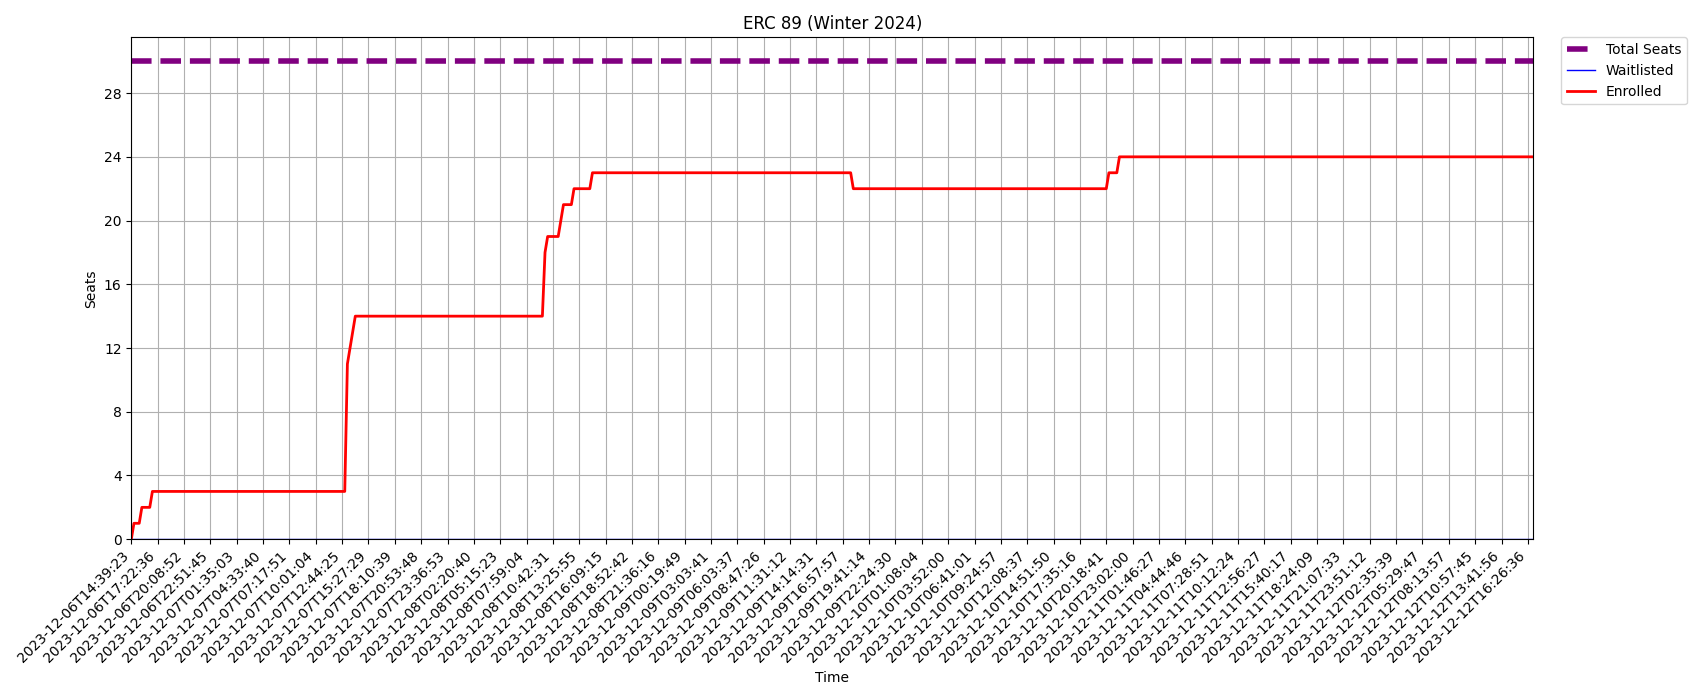 ERC 89 (Winter 2024)
Total Seats
Waitlisted
Enrolled
Seats
28
24
20
16
12
8
4
0
2023-12-06T14:39:23
2023-12-06T17:22:36
2023-12-06T20:08:52
2023-12-06T22:51:45
2023-12-07T01:35:03
2023-12-07T04:33:40
2023-12-07T07:17:51
2023-12-07T10:01:04
2023-12-07T12:44:25
2023-12-07T15:27:29
2023-12-07T18:10:39
2023-12-07T20:53:48
2023-12-07T23:36:53
2023-12-08T02:20:40
2023-12-08T05:15:23
2023-12-08T07:59:04
2023-12-08T10:42:31
2023-12-08T13:25:55
2023-12-08T16:09:15
2023-12-08T18:52:42
2023-12-08T21:36:16
2023-12-09T00:19:49
2023-12-09T03:03:41
2023-12-09T06:03:37
2023-12-09T08:47:26
2023-12-09T11:31:12
2023-12-09T14:14:31
2023-12-09T16:57:57
2023-12-09T19:41:14
2023-12-09T22:24:30
2023-12-10T01:08:04
2023-12-10T03:52:00
2023-12-10T06:41:01
2023-12-10T09:24:57
2023-12-10T12:08:37
2023-12-10T14:51:50
2023-12-10T17:35:16
2023-12-10T20:18:41
2023-12-10T23:02:00
2023-12-11T01:46:27
2023-12-11T04:44:46
2023-12-11T07:28:51
2023-12-11T10:12:24
2023-12-11T12:56:27
2023-12-11T15:40:17
2023-12-11T18:24:09
2023-12-11T21:07:33
2023-12-11T23:51:12
2023-12-12T02:35:39
2023-12-12T05:29:47
2023-12-12T08:13:57
2023-12-12T10:57:45
2023-12-12T13:41:56
2023-12-12T16:26:36
Time